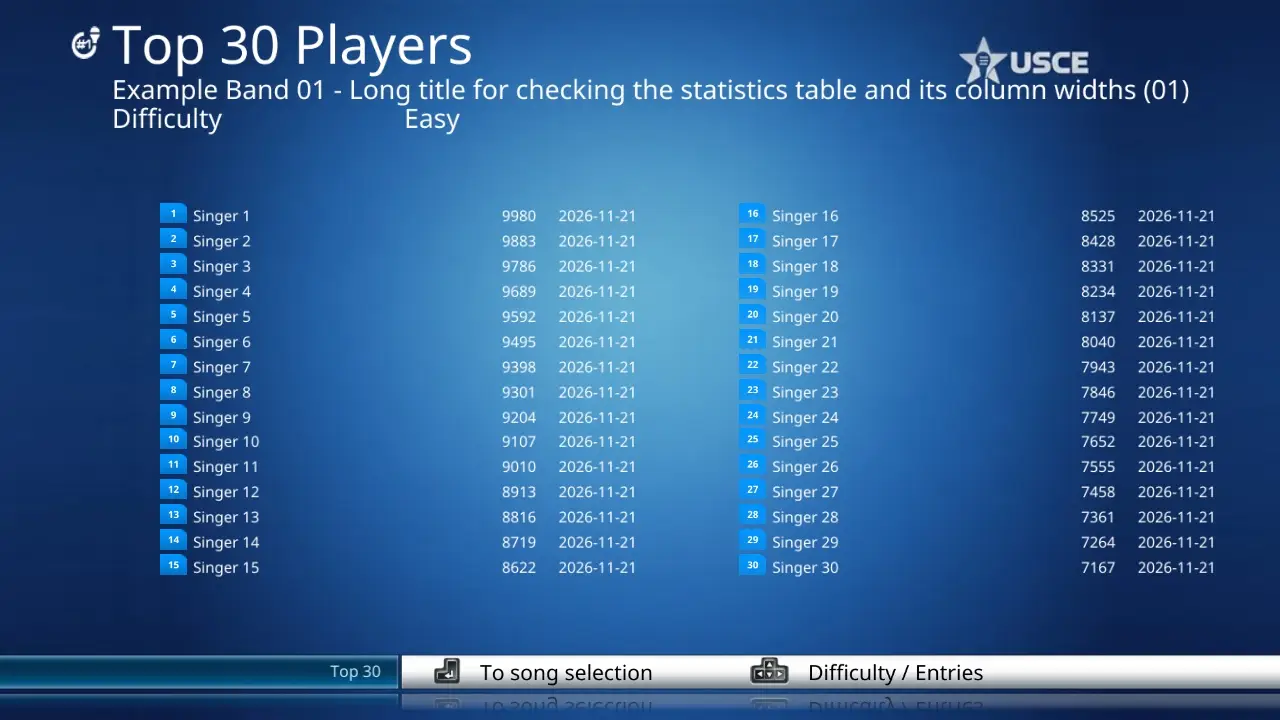 #1 Top 30 Players
USCE
Example Band 01 - Long title for checking the statistics table and its column widths (01)
Difficulty Easy
1 Singer 1 9980 2026-11-21
2 Singer 2 9883 2026-11-21
3 Singer 3 9786 2026-11-21
4 Singer 4 9689 2026-11-21
5 Singer 5 9592 2026-11-21
6 Singer 6 9495 2026-11-21
7 Singer 7 9398 2026-11-21
8 Singer 8 9301 2026-11-21
9 Singer 9 9204 2026-11-21
10 Singer 10 9107 2026-11-21
11 Singer 11 9010 2026-11-21
12 Singer 12 8913 2026-11-21
13 Singer 13 8816 2026-11-21
14 Singer 14 8719 2026-11-21
15 Singer 15 8622 2026-11-21
16 Singer 16 8525 2026-11-21
17 Singer 17 8428 2026-11-21
18 Singer 18 8331 2026-11-21
19 Singer 19 8234 2026-11-21
20 Singer 20 8137 2026-11-21
21 Singer 21 8040 2026-11-21
22 Singer 22 7943 2026-11-21
23 Singer 23 7846 2026-11-21
24 Singer 24 7749 2026-11-21
25 Singer 25 7652 2026-11-21
26 Singer 26 7555 2026-11-21
27 Singer 27 7458 2026-11-21
28 Singer 28 7361 2026-11-21
29 Singer 29 7264 2026-11-21
30 Singer 30 7167 2026-11-21
Top 30 To song selection Difficulty / Entries